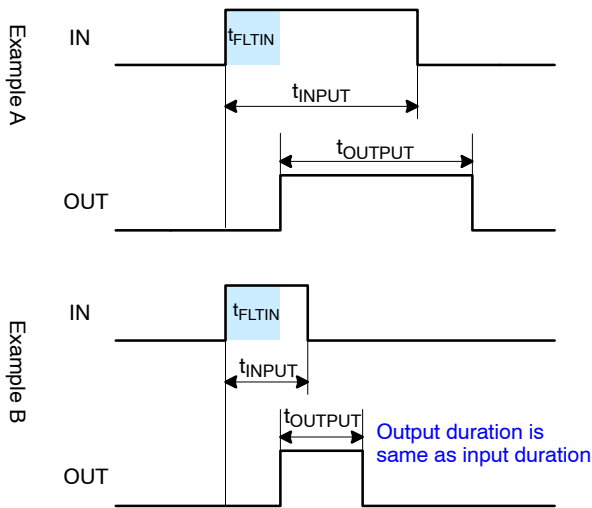 Example A
IN
tFLTIN
tINPUT
tOUTPUT
OUT
Example B
IN
tFLTIN
tINPUT
tOUTPUT
Output duration is
same as input duration
OUT